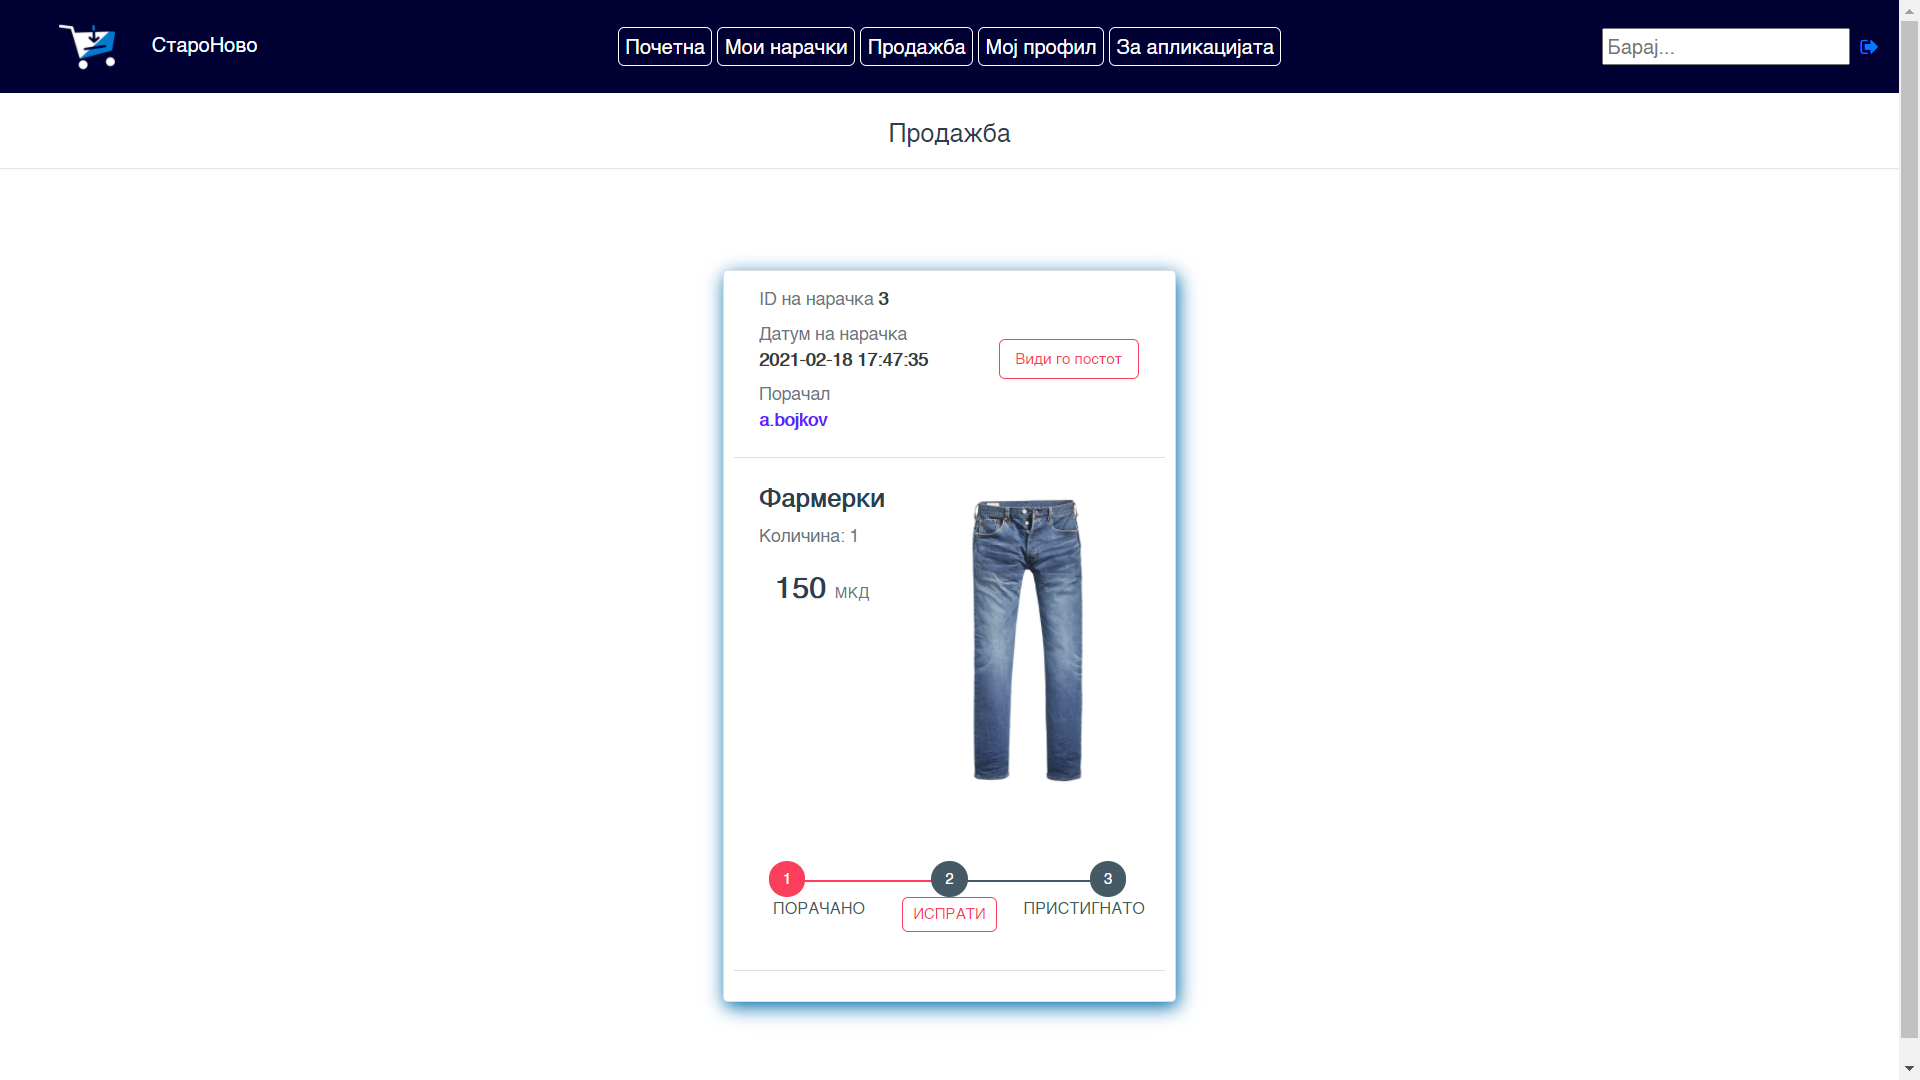 СтароНово
Почетна
Мои нарачки
Продажба
Мој профил
За апликацијата
Барај...
Продажба
ID на нарачка 3
Датум на нарачка
2021-02-18 17:47:35
Види го постот
Порачал
a.bojkov
Фармерки
Количина: 1
150 мкд
1
2
3
ПОРАЧАНО
ИСПРАТИ
ПРИСТИГНАТО